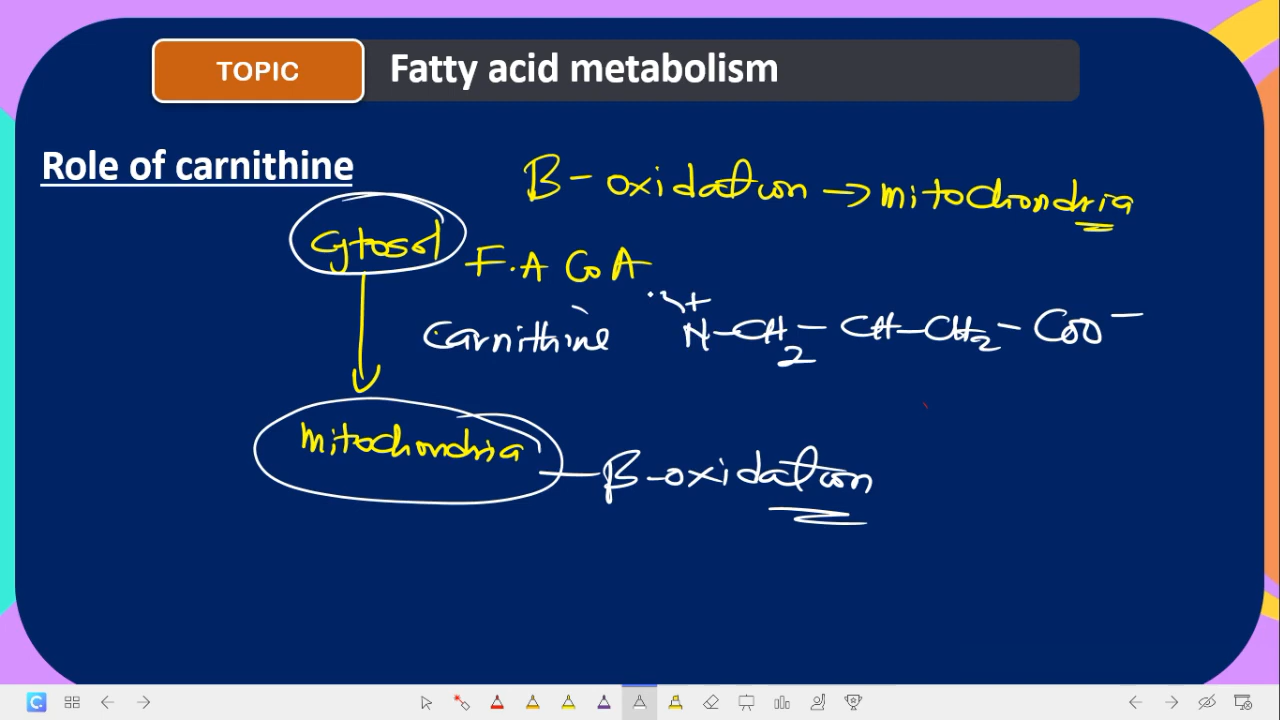 TOPIC
Fatty acid metabolism
Role of carnithine
B-oxidation → mitochondria
Cytosol
F.A CoA
Carnithine
N+-CH2-CH-CH2-COO-
mitochondria
β-oxidation